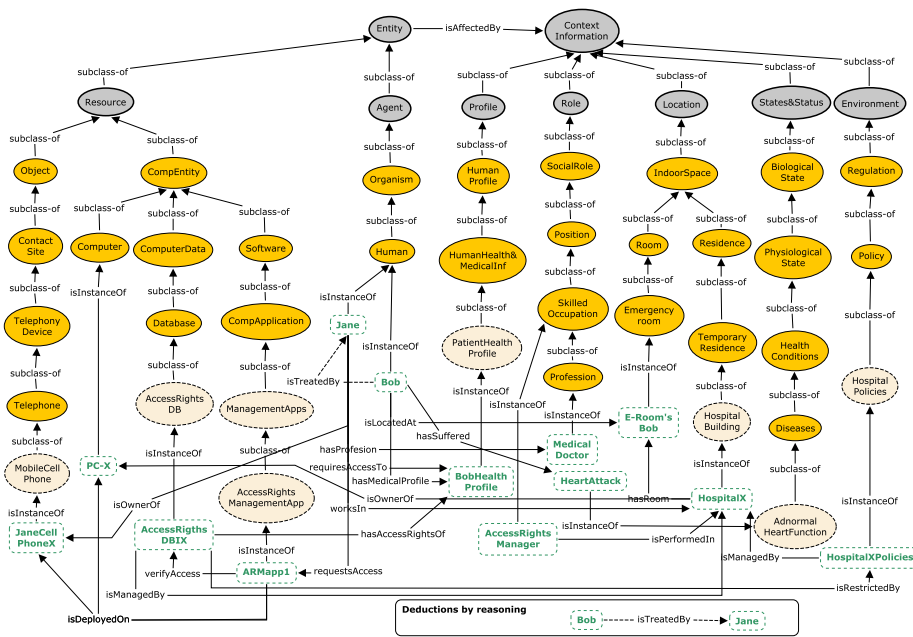 Entity
isAffectedBy
Context
Information
subclass-of
subclass-of
subclass-of
subclass-of
subclass-of
subclass-of
subclass-of
Resource
Agent
Profile
Role
Location
States&Status
Environment
subclass-of
subclass-of
subclass-of
subclass-of
subclass-of
subclass-of
subclass-of
subclass-of
Object
CompEntity
Organism
Human
Profile
SocialRole
IndoorSpace
Biological
State
Regulation
subclass-of
subclass-of
subclass-of
subclass-of
subclass-of
subclass-of
subclass-of
subclass-of
subclass-of
subclass-of
subclass-of
Contact
Site
Computer
ComputerData
Software
Human
HumanHealth&
MedicalInf
Position
Room
Residence
Physiological
State
Policy
subclass-of
isInstanceOf
subclass-of
subclass-of
isInstanceOf
subclass-of
subclass-of
subclass-of
subclass-of
subclass-of
subclass-of
Telephony
Device
Database
CompApplication
Jane
PatientHealth
Profile
Skilled
Occupation
Emergency
room
Temporary
Residence
Health
Conditions
subclass-of
subclass-of
subclass-of
isInstanceOf
subclass-of
isInstanceOf
subclass-of
subclass-of
Telephone
AccessRights
DB
ManagementApps
isTreatedBy
Bob
isInstanceOf
isInstanceOf
Profession
isInstanceOf
E-Room's
Bob
Hospital
Building
Diseases
Hospital
Policies
subclass-of
isInstanceOf
subclass-of
isLocatedAt
hasSuffered
hasProfesion
Medical
Doctor
isInstanceOf
subclass-of
MobileCell
Phone
PC-X
AccessRights
ManagementApp
requiresAccessTo
hasMedicalProfile
BobHealth
Profile
HeartAttack
isOwnerOf
isOwnerOf
worksIn
hasRoom
HospitalX
isInstanceOf
isInstanceOf
JaneCell
PhoneX
AccessRigths
DBIX
hasAccessRightsOf
AccessRights
Manager
isInstanceOf
isPerformedIn
Adnormal
HeartFunction
isInstanceOf
isManagedBy
HospitalXPolicies
verifyAccess
ARMapp1
requestsAccess
isManagedBy
isRestrictedBy
isDeployedOn
Deductions by reasoning
Bob
isTreatedBy
Jane